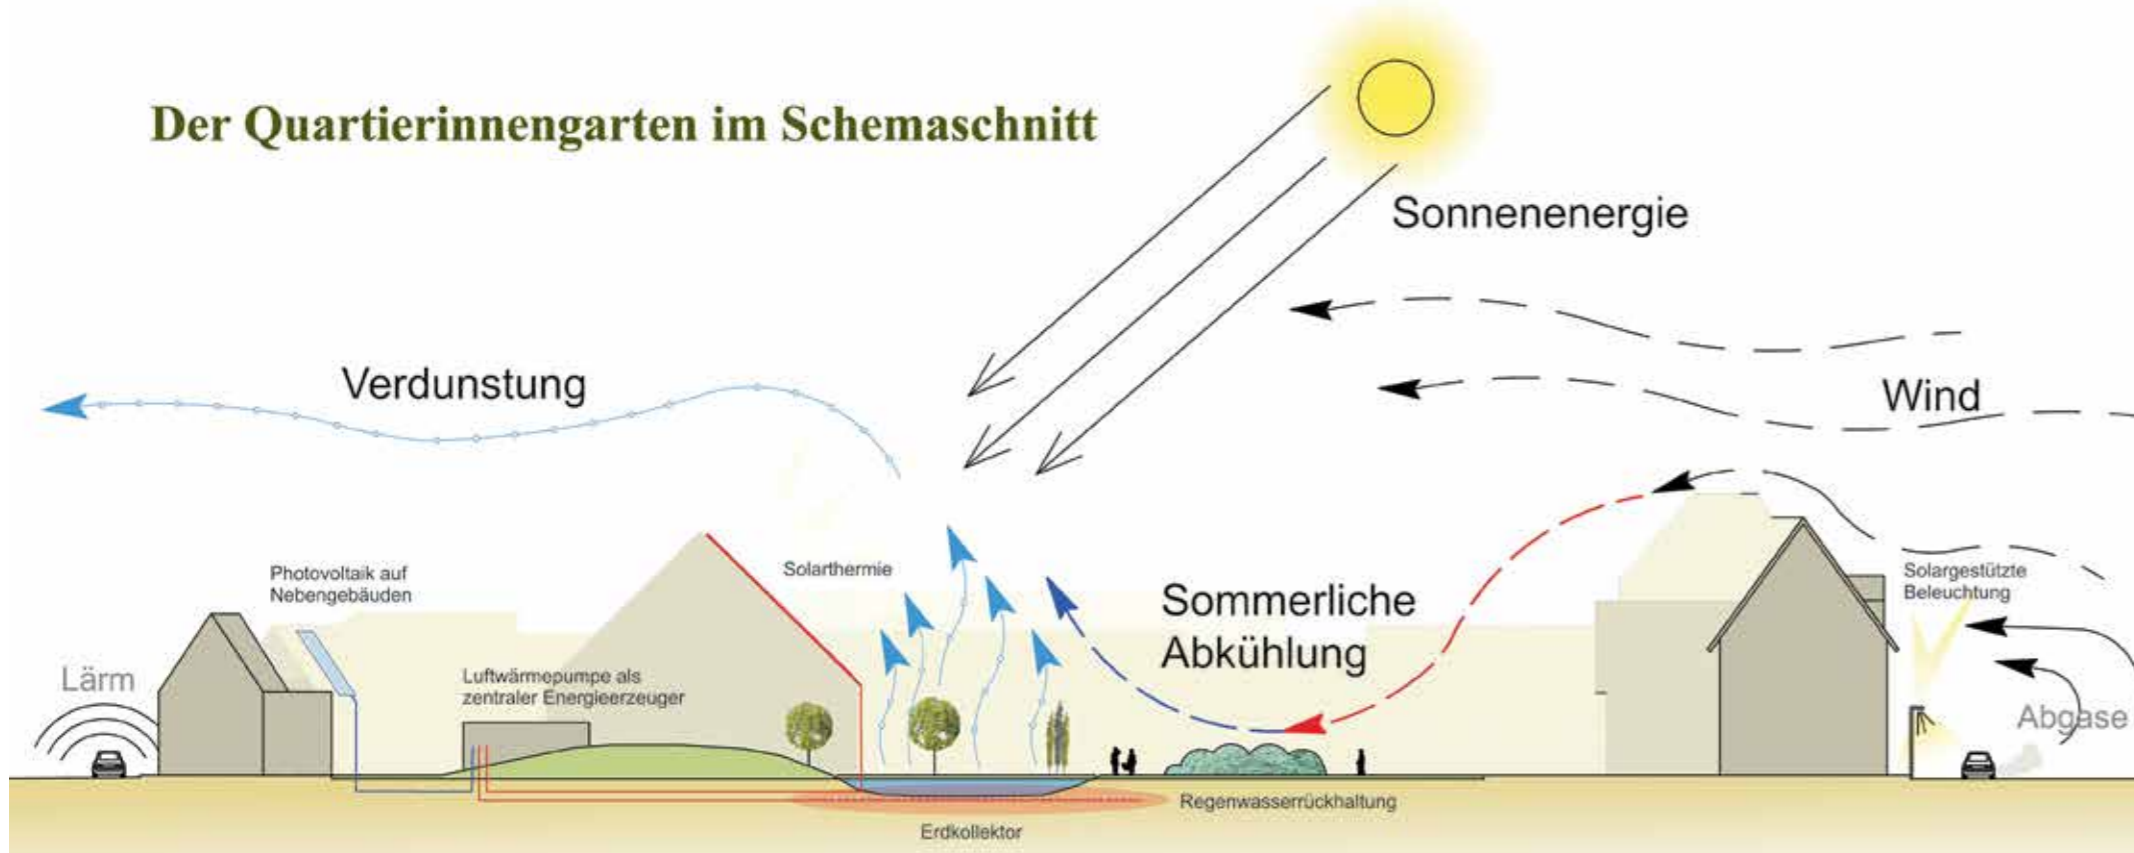 Der Quartierinnengarten im Schemaschnitt
Sonnenenergie
Verdunstung
Wind
Photovoltaik auf
Nebengebäuden
Solarthermie
Solargestützte
Beleuchtung
Sommerliche
Abkühlung
Lärm
Luftwärmepumpe als
zentraler Energieerzeuger
Abgase
Regenwasserrückhaltung
Erdkollektor